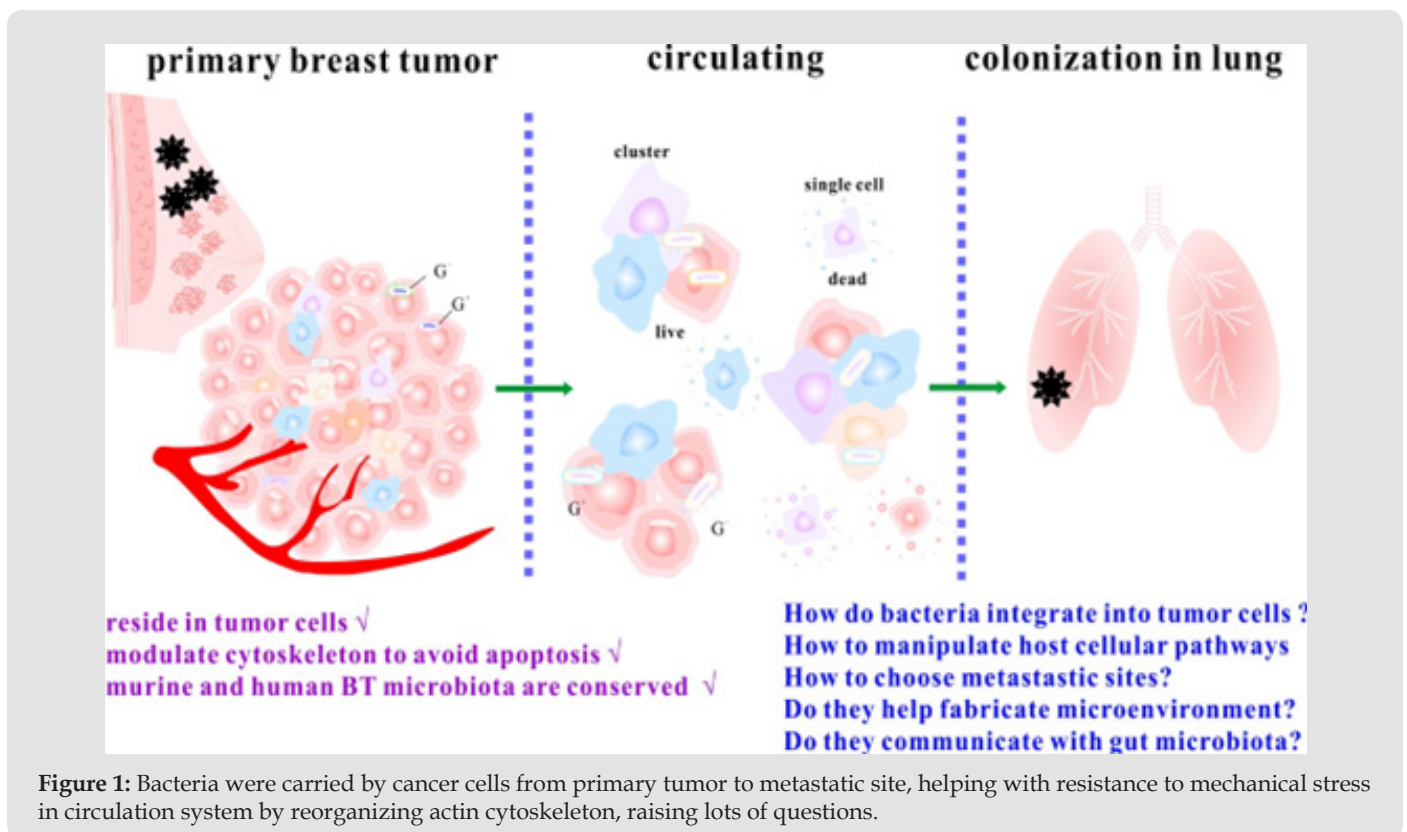 primary breast tumor
circulating
colonization in lung
cluster
single cell
dead
live
G⁻
G⁺
G⁺
G⁻
reside in tumor cells √
modulate cytoskeleton to avoid apoptosis √
murine and human BT microbiota are conserved √
How do bacteria integrate into tumor cells ?
How to manipulate host cellular pathways
How to choose metastastic sites?
Do they help fabricate microenvironment?
Do they communicate with gut microbiota?
Figure 1: Bacteria were carried by cancer cells from primary tumor to metastatic site, helping with resistance to mechanical stress
in circulation system by reorganizing actin cytoskeleton, raising lots of questions.